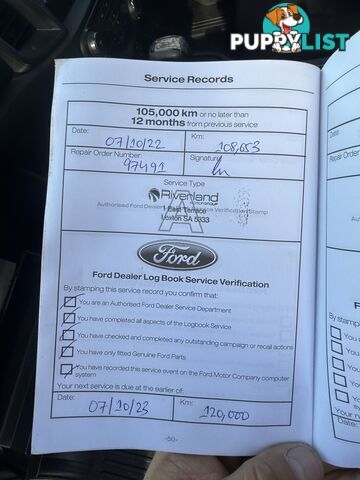 PUPPYLIST
Service Records
105,000 km or no later than
12 months from previous service
Date: 07/10/22 Km: 108,653
Repair Order Number: 97491 Signature:
Service Type
A
Riverland
Authorised Ford Dealer Service Verification Stamp
1 Best Terrace
Loxton SA 5333
Ford
Ford Dealer Log Book Service Verification
By stamping this service record you confirm that:
You are an Authorised Ford Dealer Service Department
You have completed all aspects of the Logbook Service
You have checked and completed any outstanding campaign or recall actions
You have only fitted Genuine Ford Parts
You have recorded this service event on the Ford Motor Company computer
system
Your next service is due at the earlier of:
Date: 07/10/23 Km: 120,000
-50-